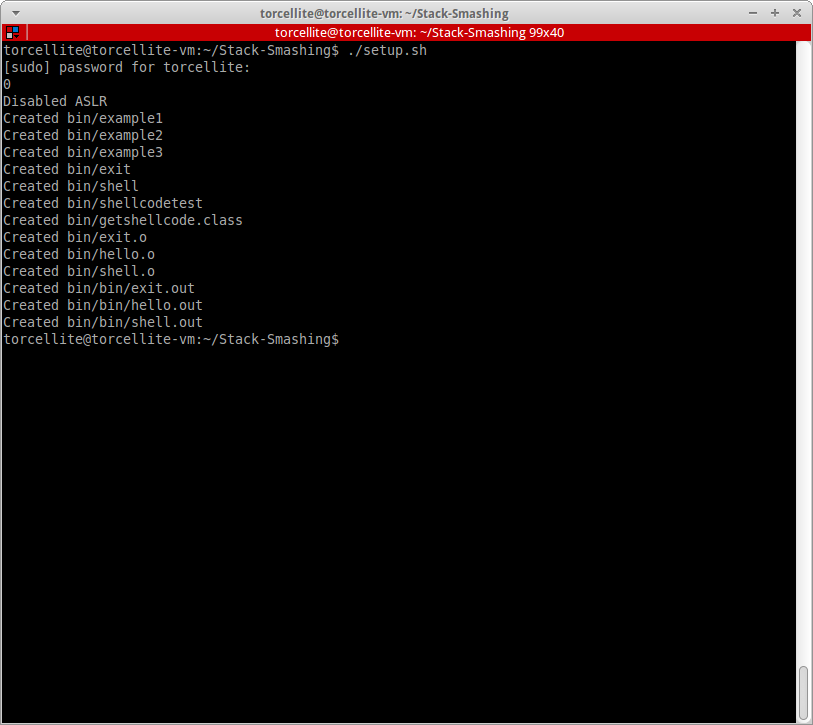 torcellite@torcellite-vm: ~/Stack-Smashing
torcellite@torcellite-vm: ~/Stack-Smashing 99x40
torcellite@torcellite-vm:~/Stack-Smashing$ ./setup.sh
[sudo] password for torcellite:
0
Disabled ASLR
Created bin/example1
Created bin/example2
Created bin/example3
Created bin/exit
Created bin/shell
Created bin/shellcodetest
Created bin/getshellcode.class
Created bin/exit.o
Created bin/hello.o
Created bin/shell.o
Created bin/bin/exit.out
Created bin/bin/hello.out
Created bin/bin/shell.out
torcellite@torcellite-vm:~/Stack-Smashing$